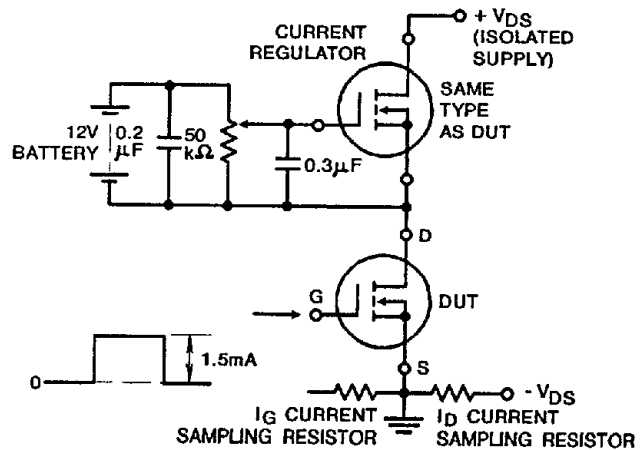 CURRENT
REGULATOR
+ VDS
(ISOLATED
SUPPLY)
SAME
TYPE
AS DUT
12V
BATTERY
0.2
µF
50
kΩ
0.3µF
D
G
DUT
S
0
1.5mA
IG CURRENT
SAMPLING RESISTOR
ID CURRENT
SAMPLING RESISTOR
- VDS